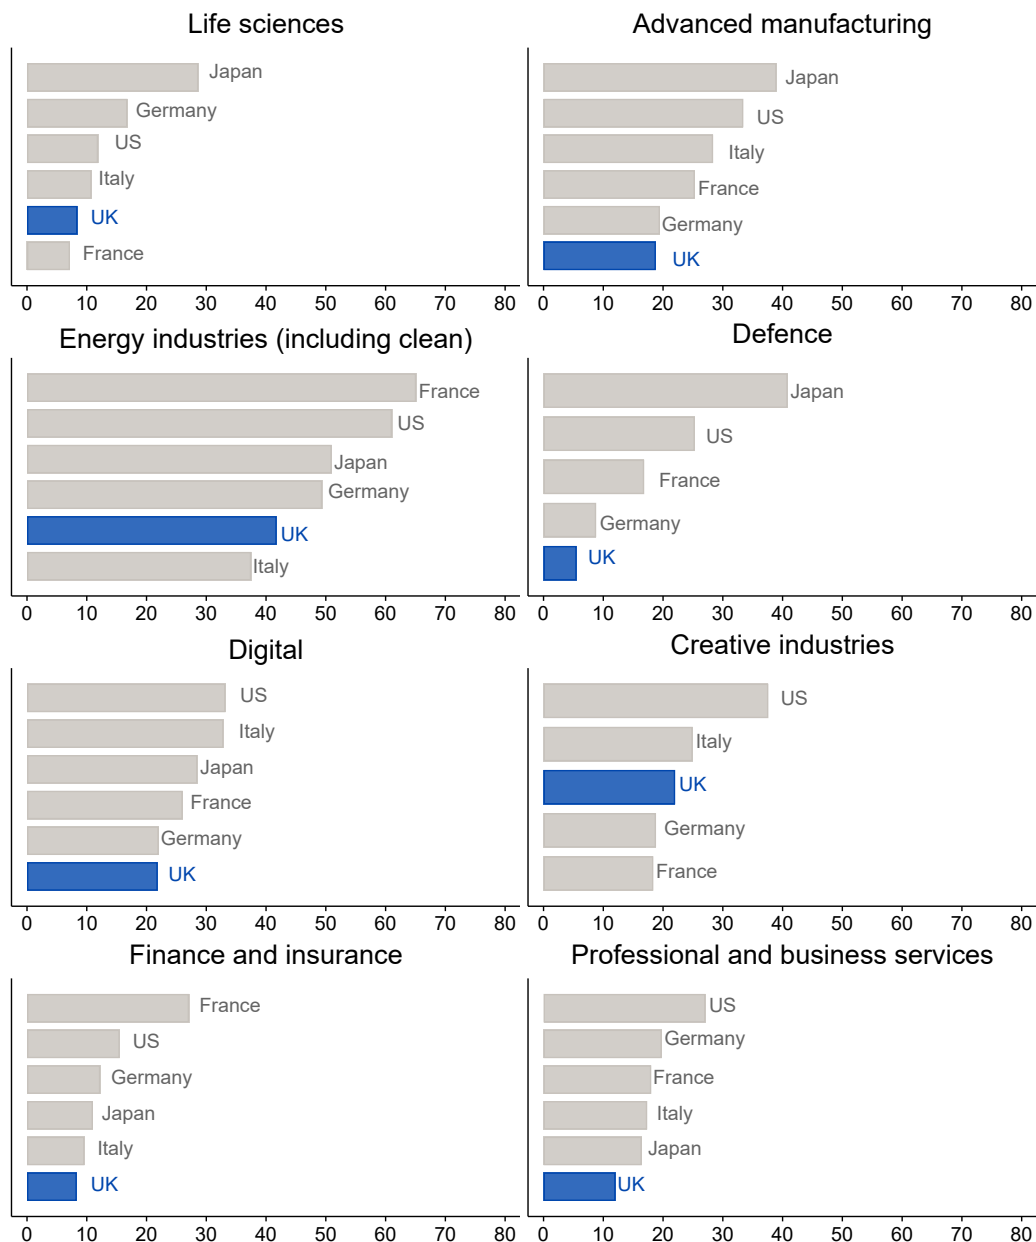 Life sciences
Japan
Germany
US
Italy
UK
France
0 10 20 30 40 50 60 70 80
Advanced manufacturing
Japan
US
Italy
France
Germany
UK
0 10 20 30 40 50 60 70 80
Energy industries (including clean)
France
US
Japan
Germany
UK
Italy
0 10 20 30 40 50 60 70 80
Defence
Japan
US
France
Germany
UK
0 10 20 30 40 50 60 70 80
Digital
US
Italy
Japan
France
Germany
UK
0 10 20 30 40 50 60 70 80
Creative industries
US
Italy
UK
Germany
France
0 10 20 30 40 50 60 70 80
Finance and insurance
France
US
Germany
Japan
Italy
UK
0 10 20 30 40 50 60 70 80
Professional and business services
US
Germany
France
Italy
Japan
UK
0 10 20 30 40 50 60 70 80